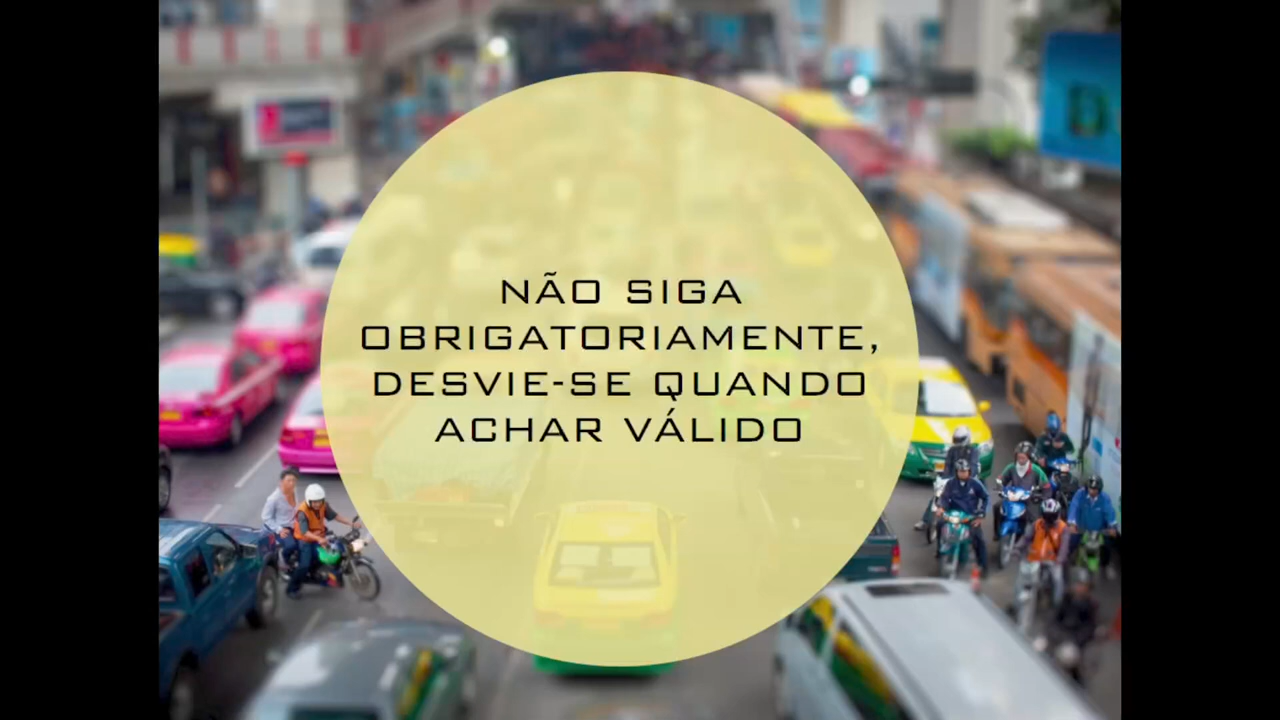 NÃO SIGA
OBRIGATORIAMENTE,
DESVIE-SE QUANDO
ACHAR VÁLIDO